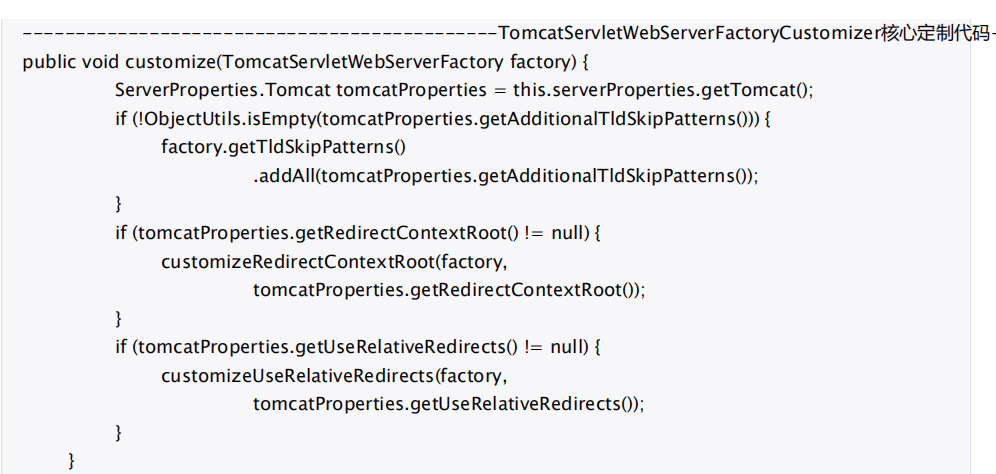 ---------------------------------------------TomcatServletWebServerFactoryCustomizer核心定制代码-
public void customize(TomcatServletWebServerFactory factory) {
ServerProperties.Tomcat tomcatProperties = this.serverProperties.getTomcat();
if (!ObjectUtils.isEmpty(tomcatProperties.getAdditionalTldSkipPatterns())) {
factory.getTldSkipPatterns()
.addAll(tomcatProperties.getAdditionalTldSkipPatterns());
}
if (tomcatProperties.getRedirectContextRoot() != null) {
customizeRedirectContextRoot(factory,
tomcatProperties.getRedirectContextRoot());
}
if (tomcatProperties.getUseRelativeRedirects() != null) {
customizeUseRelativeRedirects(factory,
tomcatProperties.getUseRelativeRedirects());
}
}